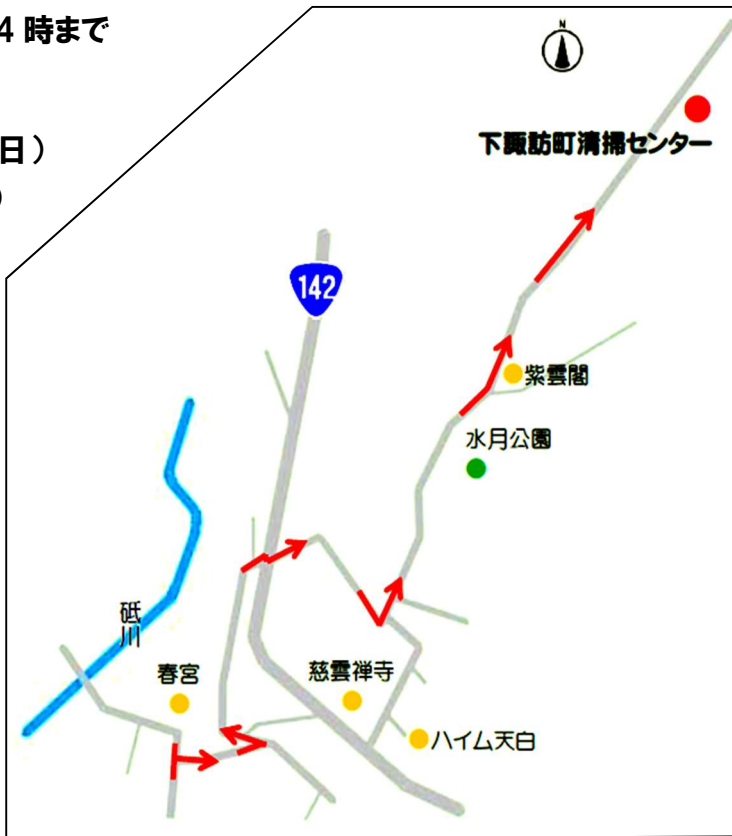 4 時まで
日）
）
N
下諏訪町清掃センター
142
紫雲閣
水月公園
砥川
春宮
慈雲禅寺
ハイム天白